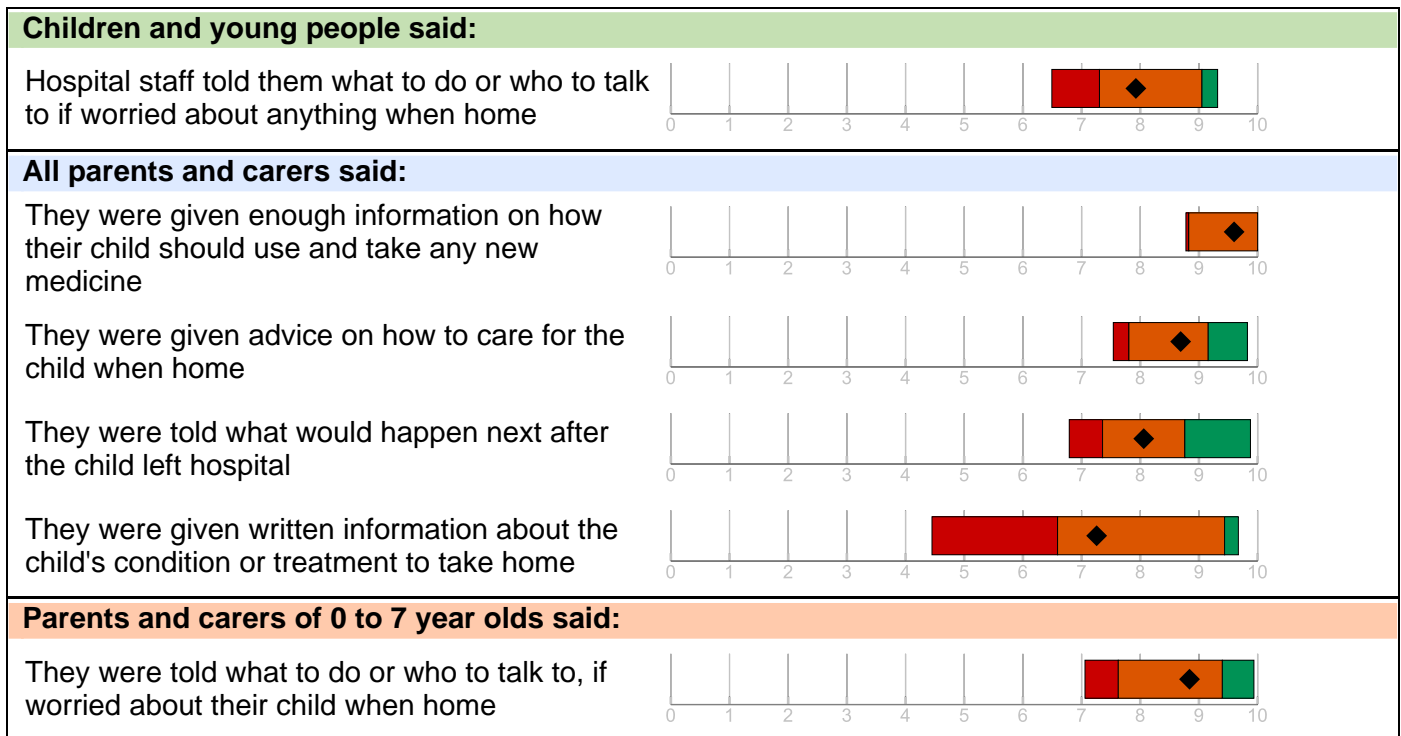 Children and young people said:
Hospital staff told them what to do or who to talk
to if worried about anything when home
0 1 2 3 4 5 6 7 8 9 10
All parents and carers said:
They were given enough information on how
their child should use and take any new
medicine
0 1 2 3 4 5 6 7 8 9 10
They were given advice on how to care for the
child when home
0 1 2 3 4 5 6 7 8 9 10
They were told what would happen next after
the child left hospital
0 1 2 3 4 5 6 7 8 9 10
They were given written information about the
child's condition or treatment to take home
0 1 2 3 4 5 6 7 8 9 10
Parents and carers of 0 to 7 year olds said:
They were told what to do or who to talk to, if
worried about their child when home
0 1 2 3 4 5 6 7 8 9 10